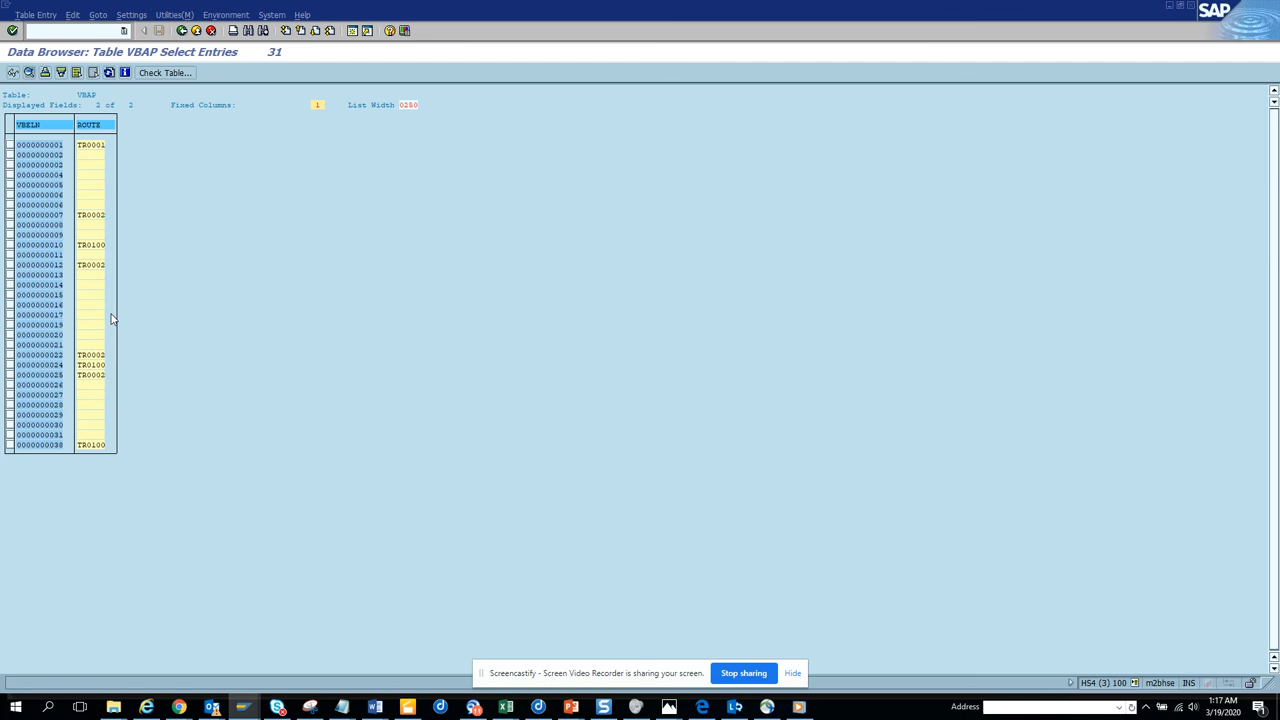 Table Entry Edit Goto Settings Utilities(M) Environment System Help
SAP
Data Browser: Table VBAP Select Entries 31
Check Table...
Table: VBAP
Displayed Fields: 2 of 2 Fixed Columns: 1 List Width 0250
VBELN ROUTE
0000000001 TR0001
0000000002
0000000002
0000000004
0000000005
0000000006
0000000006
0000000007 TR0002
0000000008
0000000009
0000000010 TR0100
0000000011
0000000012 TR0002
0000000013
0000000014
0000000015
0000000016
0000000017
0000000019
0000000020
0000000021
0000000022 TR0002
0000000024 TR0100
0000000025 TR0002
0000000026
0000000027
0000000028
0000000029
0000000030
0000000031
0000000038 TR0100
Screencastify - Screen Video Recorder is sharing your screen. Stop sharing Hide
HS4 (3) 100 m2bhse INS
Address
1:17 AM
3/19/2020